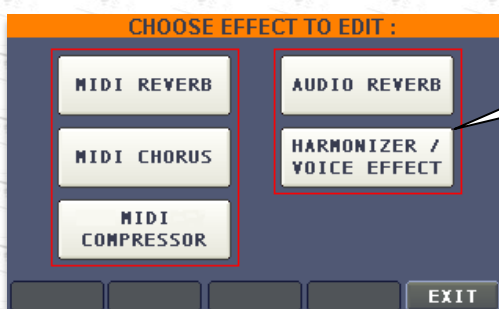 CHOOSE EFFECT TO EDIT :
MIDI REVERB
MIDI CHORUS
MIDI
COMPRESSOR
AUDIO REVERB
HARMONIZER /
VOICE EFFECT
EXIT